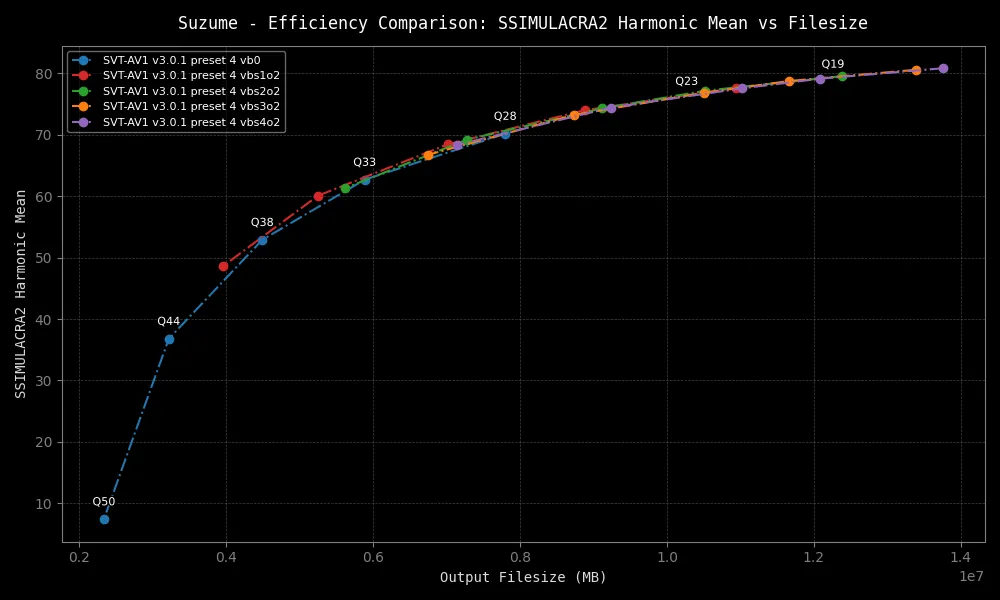 Suzume - Efficiency Comparison: SSIMULACRA2 Harmonic Mean vs Filesize
SVT-AV1 v3.0.1 preset 4 vb0
SVT-AV1 v3.0.1 preset 4 vbs1o2
SVT-AV1 v3.0.1 preset 4 vbs2o2
SVT-AV1 v3.0.1 preset 4 vbs3o2
SVT-AV1 v3.0.1 preset 4 vbs4o2
Q19
Q23
Q28
Q33
Q38
Q44
Q50
SSIMULACRA2 Harmonic Mean
80
70
60
50
40
30
20
10
0.2 0.4 0.6 0.8 1.0 1.2 1.4
1e7
Output Filesize (MB)